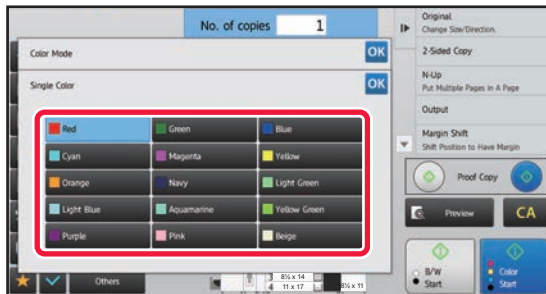 No. of copies 1
Color Mode OK
Single Color OK
Red Green Blue
Cyan Magenta Yellow
Orange Navy Light Green
Light Blue Aquamarine Yellow Green
Purple Pink Beige
Others
3 8½ x 14
4 11 x 17
8½ x 11
Original
Change Size/Direction.
2-Sided Copy
N-Up
Put Multiple Pages in A Page
Output
Margin Shift
Shift Position to Have Margin
Proof Copy
Preview CA
B/W
Start
Color
Start